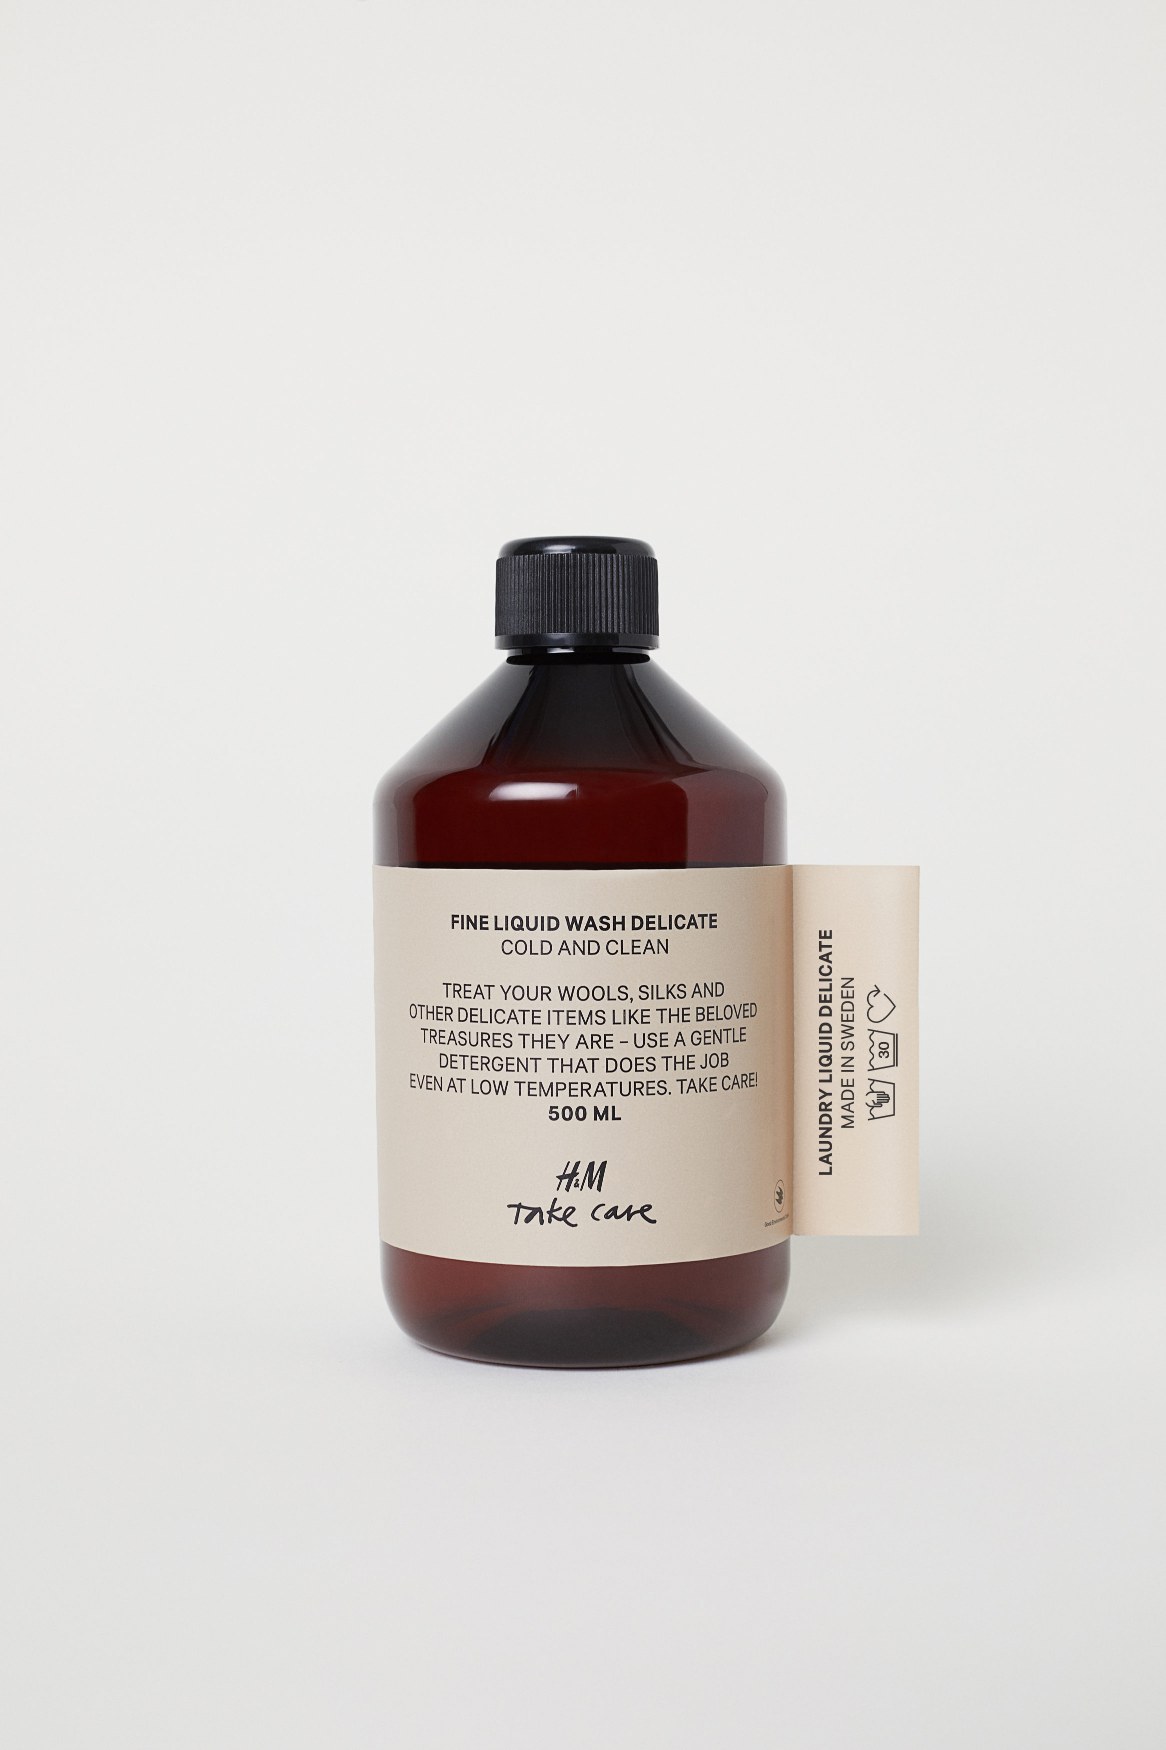 FINE LIQUID WASH DELICATE
COLD AND CLEAN
TREAT YOUR WOOLS, SILKS AND
OTHER DELICATE ITEMS LIKE THE BELOVED
TREASURES THEY ARE – USE A GENTLE
DETERGENT THAT DOES THE JOB
EVEN AT LOW TEMPERATURES. TAKE CARE!
500 ML
H&M
Take care
LAUNDRY LIQUID DELICATE
MADE IN SWEDEN
30